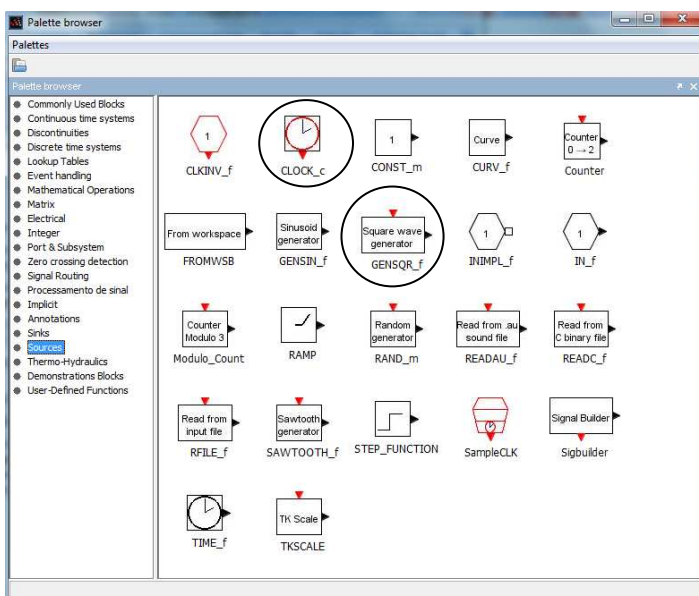 Palette browser
Palettes
Palette browser
Commonly Used Blocks
Continuous time systems
Discontinuities
Discrete time systems
Lookup Tables
Event handling
Mathematical Operations
Matrix
Electrical
Integer
Port & Subsystem
Zero crossing detection
Signal Routing
Processamento de sinal
Implicit
Annotations
Sinks
Sources
Thermo-Hydraulics
Demonstrations Blocks
User-Defined Functions
1
CLKINV_f
CLOCK_c
1
CONST_m
Curve
CURV_f
Counter
0 → 2
Counter
From workspace
FROMWSB
Sinusoid
generator
GENSIN_f
Square wave
generator
GENSQR_f
1
INIMPL_f
1
IN_f
Counter
Modulo 3
Modulo_Count
RAMP
Random
generator
RAND_m
Read from .au
sound file
READAU_f
Read from
C binary file
READC_f
Read from
input file
RFILE_f
Sawtooth
generator
SAWTOOTH_f
STEP_FUNCTION
SampleCLK
Signal Builder
Sigbuilder
TIME_f
TK Scale
TKSCALE